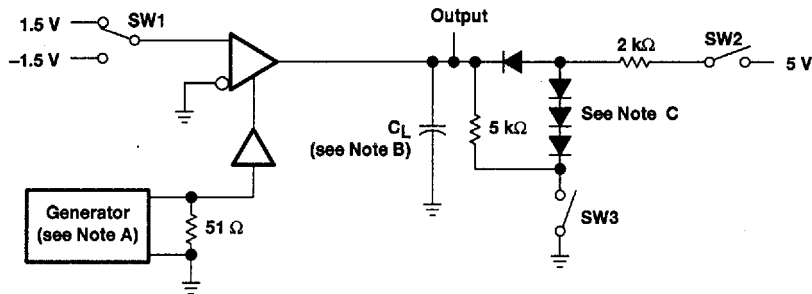 Output
1.5 V
SW1
–1.5 V
2 kΩ
SW2
5 V
CL
(see Note B)
5 kΩ
See Note C
Generator
(see Note A)
51 Ω
SW3